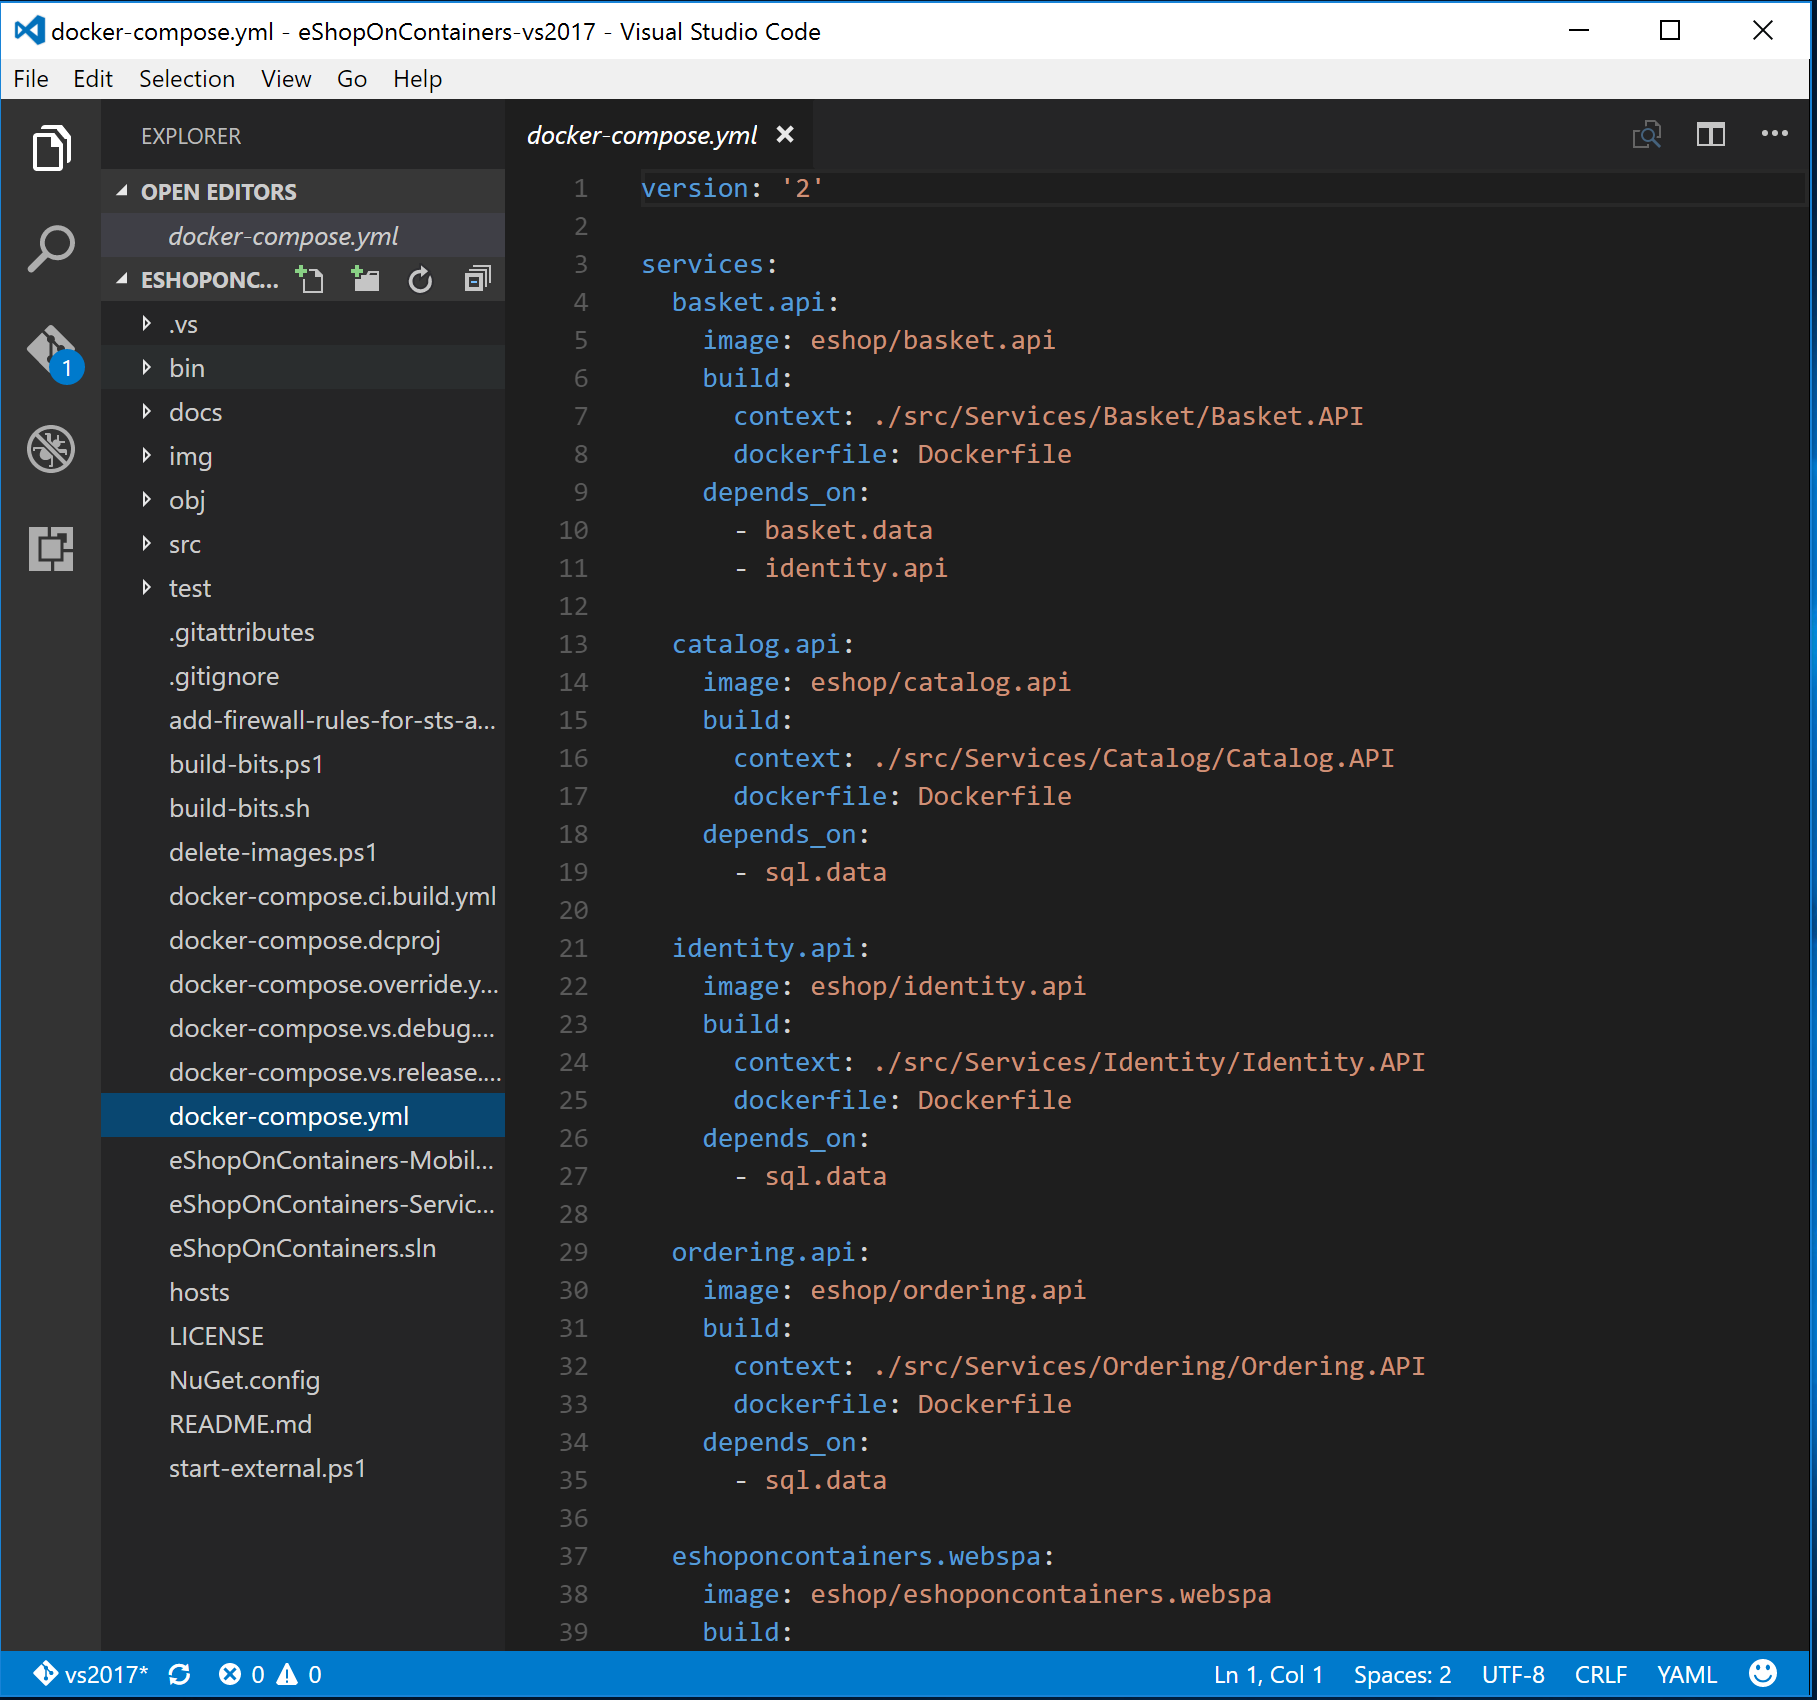 docker-compose.yml - eShopOnContainers-vs2017 - Visual Studio Code
File Edit Selection View Go Help
EXPLORER
OPEN EDITORS
docker-compose.yml
ESHOPONC...
.vs
bin
docs
img
obj
src
test
.gitattributes
.gitignore
add-firewall-rules-for-sts-a...
build-bits.ps1
build-bits.sh
delete-images.ps1
docker-compose.ci.build.yml
docker-compose.dcproj
docker-compose.override.y...
docker-compose.vs.debug....
docker-compose.vs.release....
docker-compose.yml
eShopOnContainers-Mobil...
eShopOnContainers-Servic...
eShopOnContainers.sln
hosts
LICENSE
NuGet.config
README.md
start-external.ps1
1
docker-compose.yml
1 version: '2'
2
3 services:
4   basket.api:
5     image: eshop/basket.api
6     build:
7       context: ./src/Services/Basket/Basket.API
8       dockerfile: Dockerfile
9     depends_on:
10       - basket.data
11       - identity.api
12
13   catalog.api:
14     image: eshop/catalog.api
15     build:
16       context: ./src/Services/Catalog/Catalog.API
17       dockerfile: Dockerfile
18     depends_on:
19       - sql.data
20
21   identity.api:
22     image: eshop/identity.api
23     build:
24       context: ./src/Services/Identity/Identity.API
25       dockerfile: Dockerfile
26     depends_on:
27       - sql.data
28
29   ordering.api:
30     image: eshop/ordering.api
31     build:
32       context: ./src/Services/Ordering/Ordering.API
33       dockerfile: Dockerfile
34     depends_on:
35       - sql.data
36
37   eshoponcontainers.webspa:
38     image: eshop/eshoponcontainers.webspa
39     build:
vs2017* 0 0 Ln 1, Col 1 Spaces: 2 UTF-8 CRLF YAML